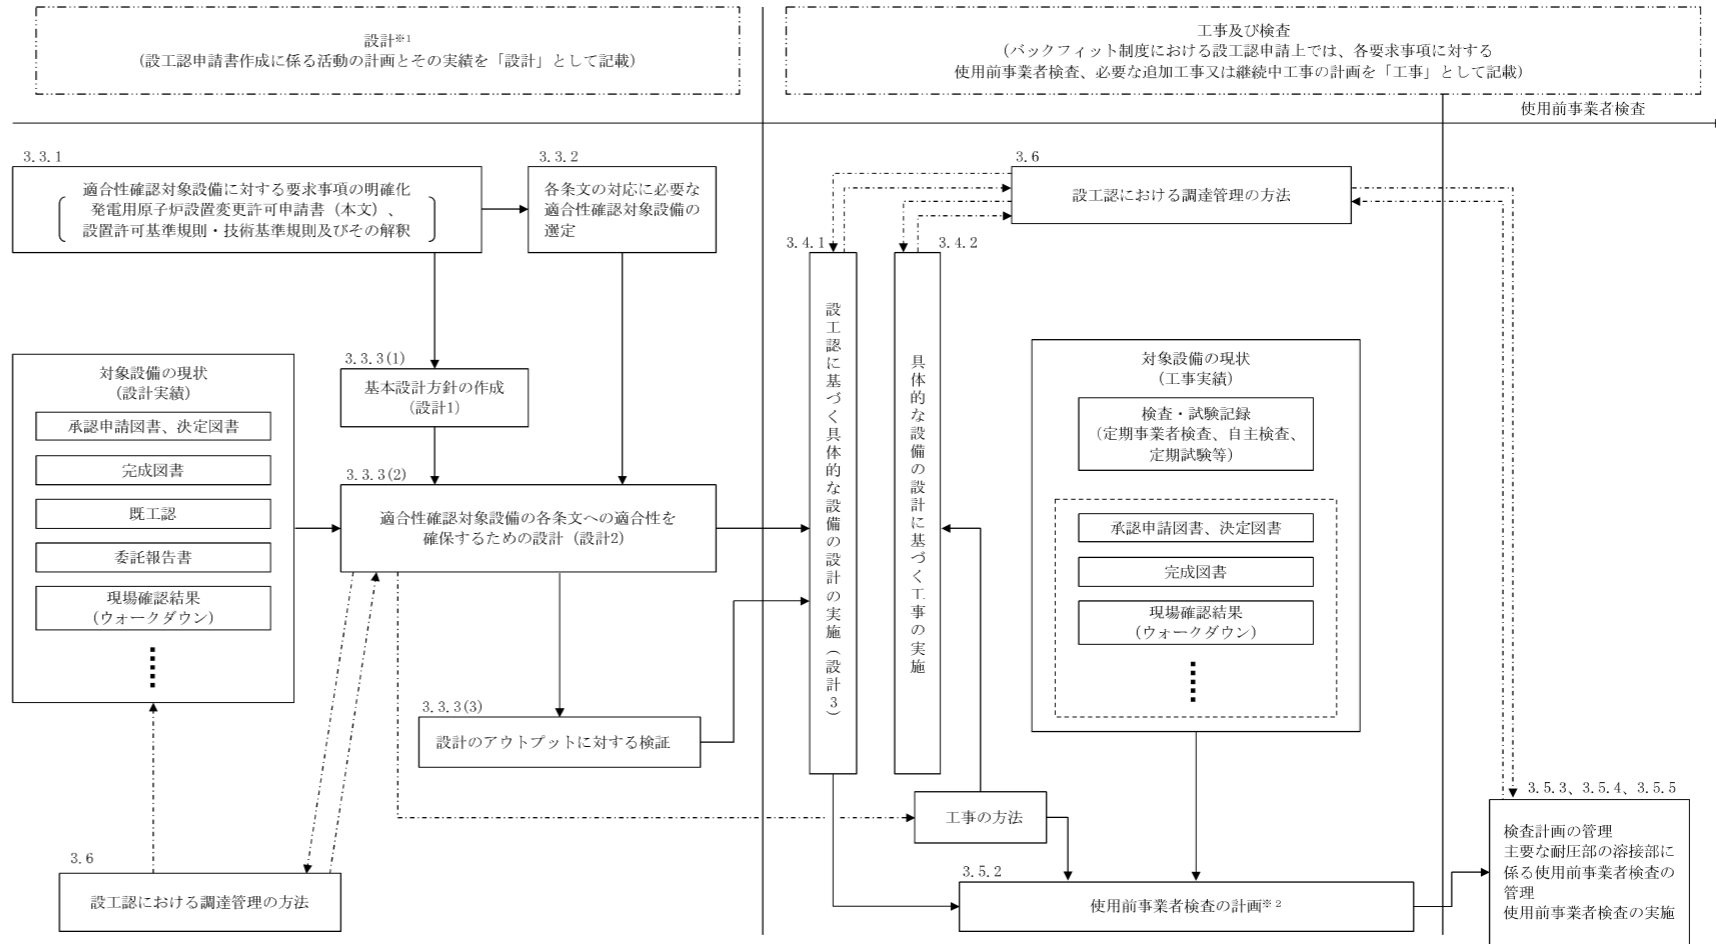 設計※1
(設工認申請書作成に係る活動の計画とその実績を「設計」として記載)
工事及び検査
(バックフィット制度における設工認申請上では、各要求事項に対する
使用前事業者検査、必要な追加工事又は継続中工事の計画を「工事」として記載)
使用前事業者検査
3.3.1
適合性確認対象設備に対する要求事項の明確化
発電用原子炉設置変更許可申請書(本文)、
設置許可基準規則・技術基準規則及びその解釈
3.3.2
各条文の対応に必要な
適合性確認対象設備の
選定
3.6
設工認における調達管理の方法
3.4.1
設工認に基づく具体的な設備の設計の実施(設計3)
3.4.2
具体的な設備の設計に基づく工事の実施
対象設備の現状
(設計実績)
承認申請図書、決定図書
完成図書
既工認
委託報告書
現場確認結果
(ウォークダウン)
3.3.3(1)
基本設計方針の作成
(設計1)
3.3.3(2)
適合性確認対象設備の各条文への適合性を
確保するための設計(設計2)
3.3.3(3)
設計のアウトプットに対する検証
対象設備の現状
(工事実績)
検査・試験記録
(定期事業者検査、自主検査、
定期試験等)
承認申請図書、決定図書
完成図書
現場確認結果
(ウォークダウン)
工事の方法
3.6
設工認における調達管理の方法
3.5.2
使用前事業者検査の計画※2
3.5.3、3.5.4、3.5.5
検査計画の管理
主要な耐圧部の溶接部に
係る使用前事業者検査の
管理
使用前事業者検査の実施